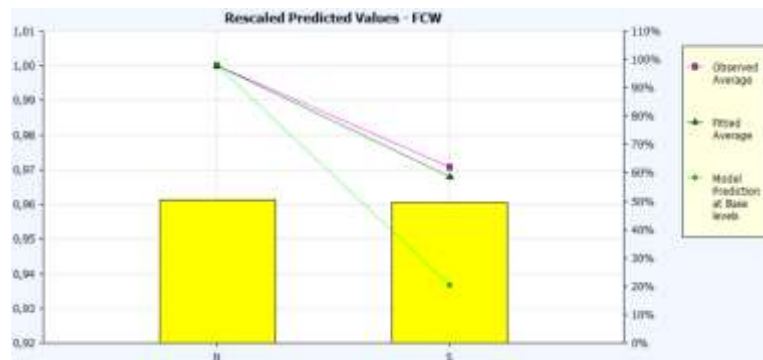 Rescaled Predicted Values - FCW
1,01
1,00
0,99
0,98
0,97
0,96
0,95
0,94
0,93
0,92
110%
100%
90%
80%
70%
60%
50%
40%
30%
20%
10%
0%
N
S
Observed
Average
Fitted
Average
Model
Prediction
at Base
levels